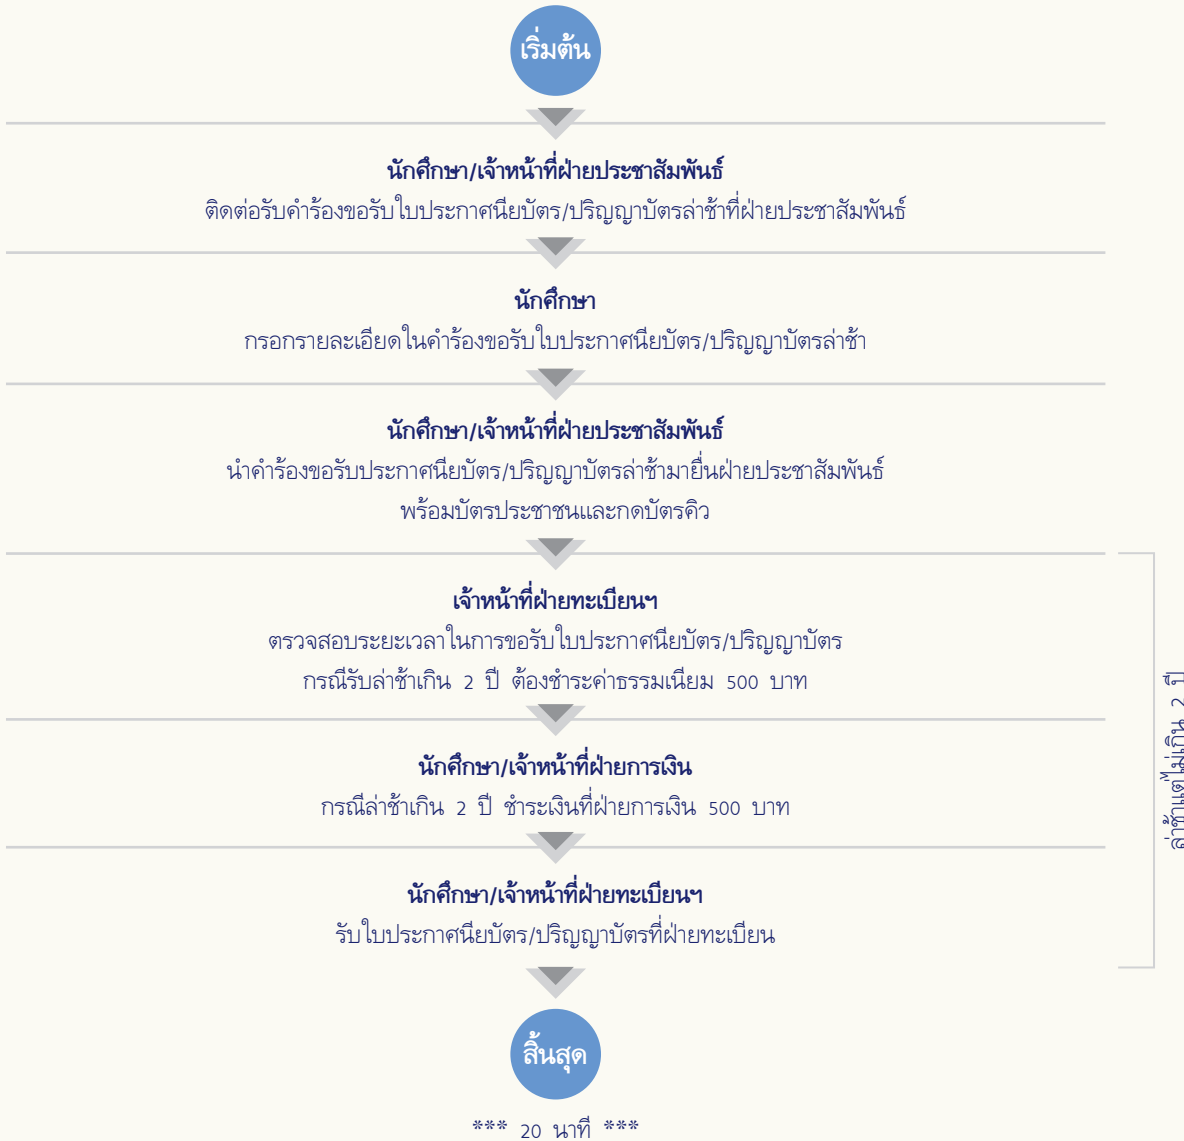 เริ่มต้น
นักศึกษา/เจ้าหน้าที่ฝ่ายประชาสัมพันธ์
ติดต่อรับคำร้องขอรับใบประกาศนียบัตร/ปริญญาบัตรล่าช้าที่ฝ่ายประชาสัมพันธ์
นักศึกษา
กรอกรายละเอียดในคำร้องขอรับใบประกาศนียบัตร/ปริญญาบัตรล่าช้า
นักศึกษา/เจ้าหน้าที่ฝ่ายประชาสัมพันธ์
นำคำร้องขอรับประกาศนียบัตร/ปริญญาบัตรล่าช้ามายื่นฝ่ายประชาสัมพันธ์
พร้อมบัตรประชาชนและกดบัตรคิว
เจ้าหน้าที่ฝ่ายทะเบียนฯ
ตรวจสอบระยะเวลาในการขอรับใบประกาศนียบัตร/ปริญญาบัตร
กรณีรับล่าช้าเกิน 2 ปี ต้องชำระค่าธรรมเนียม 500 บาท
นักศึกษา/เจ้าหน้าที่ฝ่ายการเงิน
กรณีล่าช้าเกิน 2 ปี ชำระเงินที่ฝ่ายการเงิน 500 บาท
นักศึกษา/เจ้าหน้าที่ฝ่ายทะเบียนฯ
รับใบประกาศนียบัตร/ปริญญาบัตรที่ฝ่ายทะเบียน
ล่าช้าแต่ไม่เกิน 2 ปี
สิ้นสุด
*** 20 นาที ***